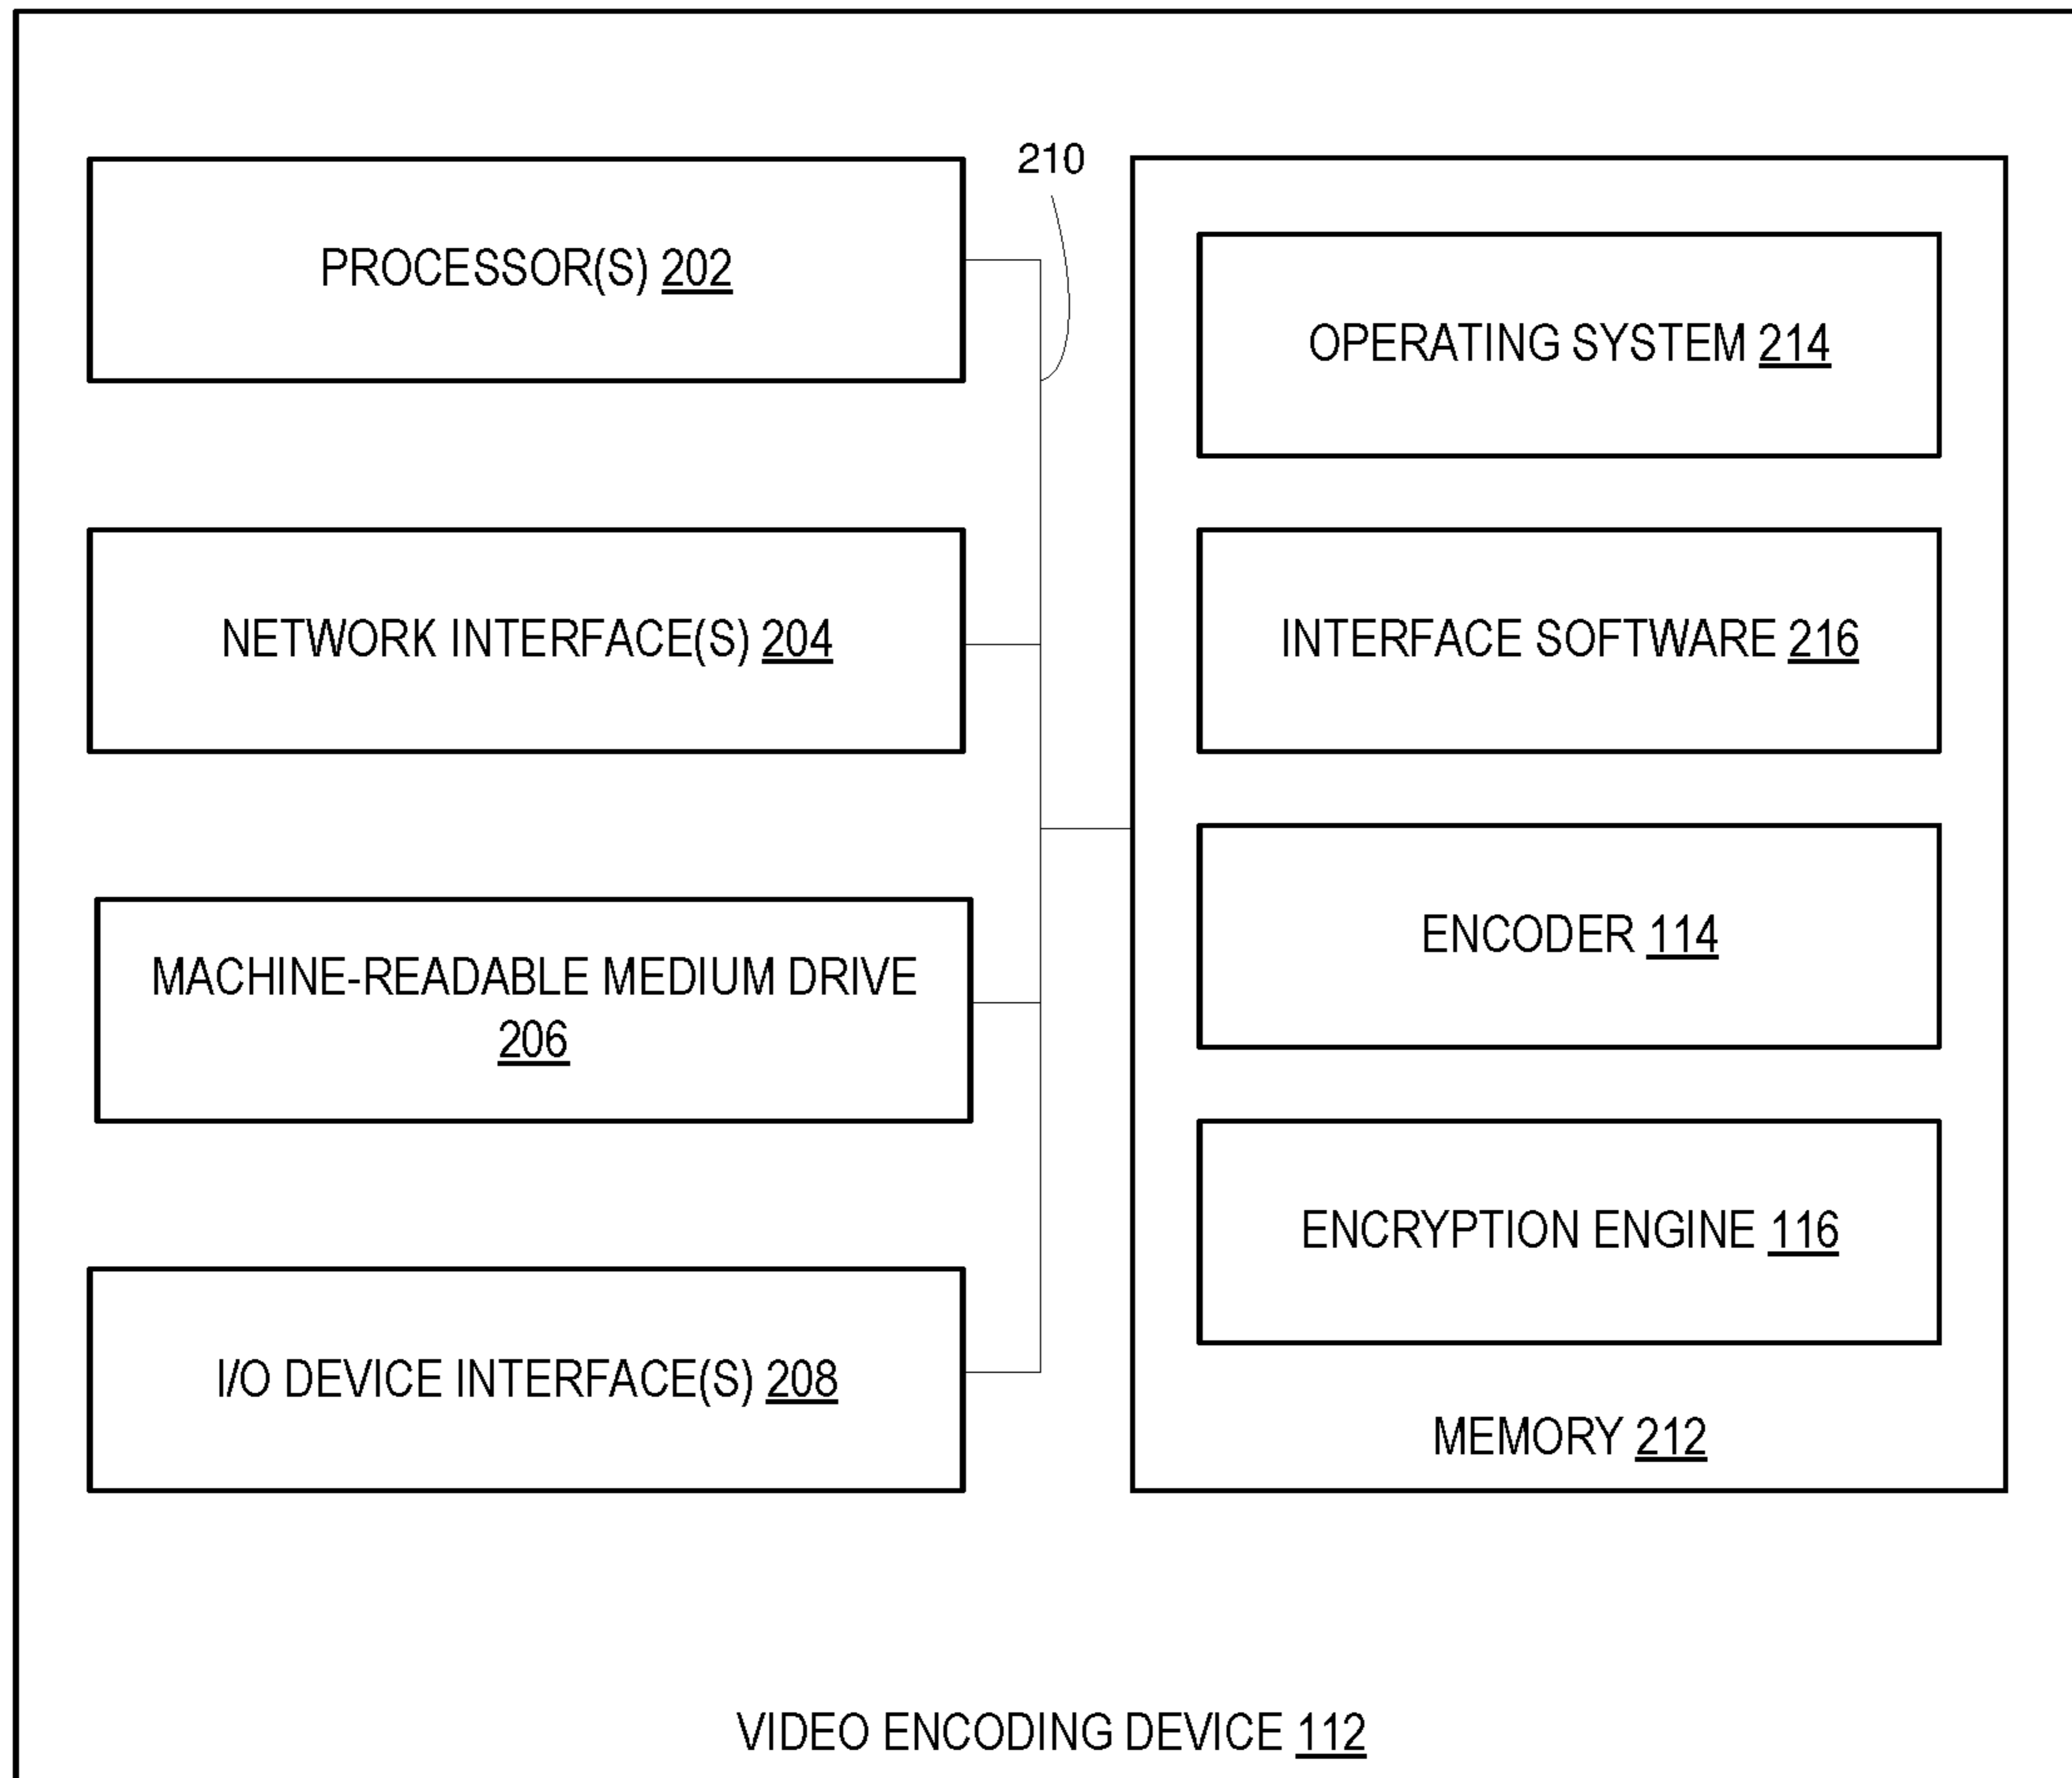 PROCESSOR(S) 202
NETWORK INTERFACE(S) 204
MACHINE-READABLE MEDIUM DRIVE
206
I/O DEVICE INTERFACE(S) 208
210
OPERATING SYSTEM 214
INTERFACE SOFTWARE 216
ENCODER 114
ENCRYPTION ENGINE 116
MEMORY 212
VIDEO ENCODING DEVICE 112